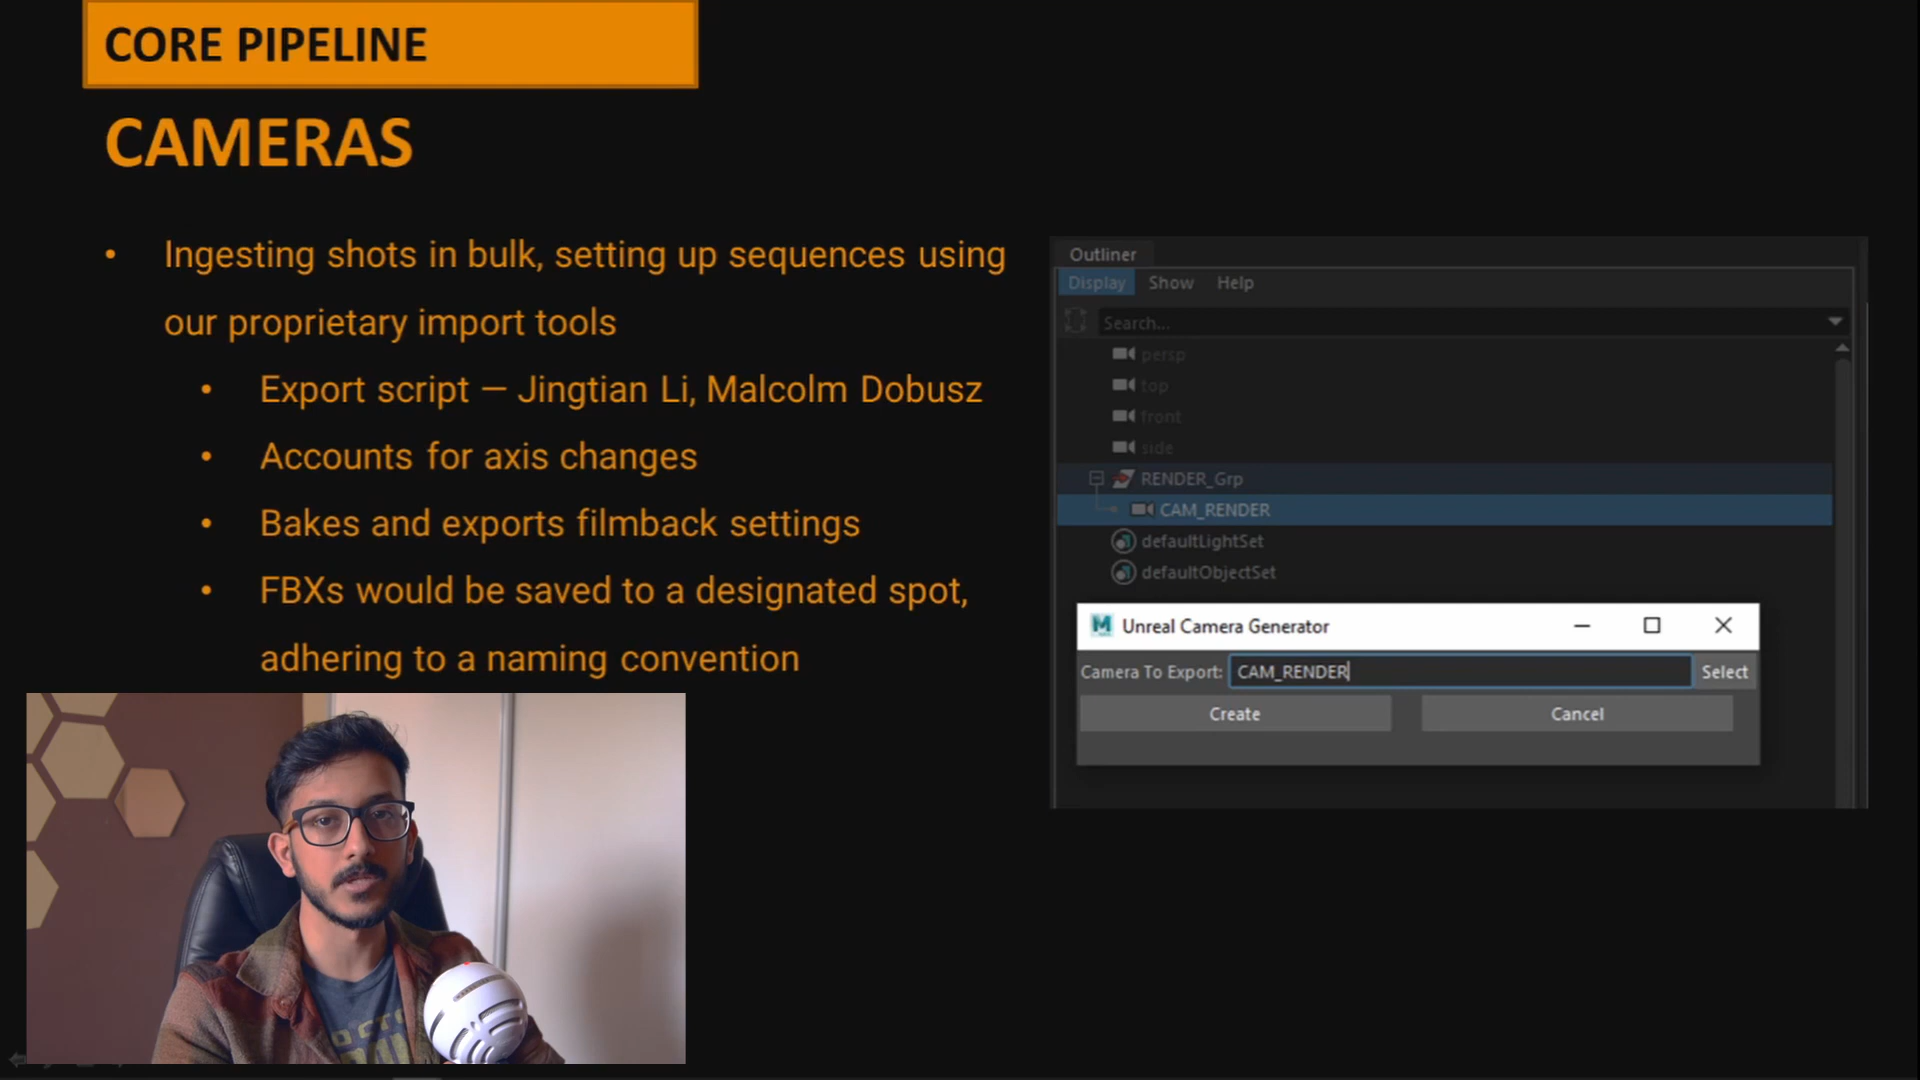 CORE PIPELINE
CAMERAS
• Ingesting shots in bulk, setting up sequences using
our proprietary import tools
• Export script — Jingtian Li, Malcolm Dobusz
• Accounts for axis changes
• Bakes and exports filmback settings
• FBXs would be saved to a designated spot,
adhering to a naming convention
Outliner
Display Show Help
Search...
persp
top
front
side
RENDER_Grp
CAM_RENDER
defaultLightSet
defaultObjectSet
Unreal Camera Generator
Camera To Export: CAM_RENDER Select
Create Cancel